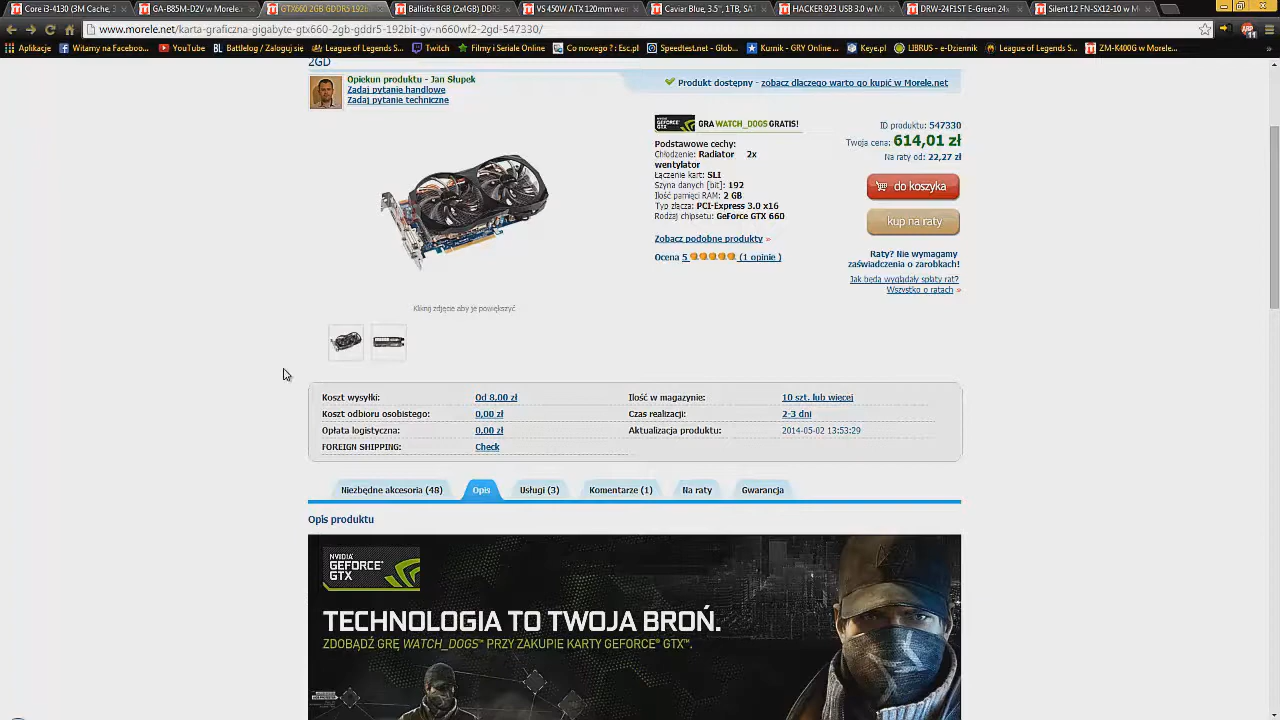 Core i3-4130 (3M Cache, 3
GA-B85M-D2V w Morele.n
GTX660 2GB GDDR5 192B
Ballistix 8GB (2x4GB) DDR3
VS 450W ATX 120mm wen
Caviar Blue, 3.5", 1TB, SAT
HACKER 923 USB 3.0 w M
DRW-24F1ST E-Green 24x
Silent 12 FN-SX12-10 w M
www.morele.net/karta-graficzna-gigabyte-gtx660-2gb-gddr5-192bit-gv-n660wf2-2gd-547330/
Aplikacje
Witamy na Faceboo...
YouTube
Battlelog / Zaloguj się
League of Legends S...
Twitch
Filmy i Seriale Online
Co nowego ? : Esc.pl
Speedtest.net - Glob...
Kurnik - GRY Online ...
Keye.pl
LIBRUS – e-Dziennik
League of Legends S...
ZM-K400G w Morele...
2GD
Opiekun produktu - Jan Słupek
Zadaj pytanie handlowe
Zadaj pytanie techniczne
Produkt dostępny - zobacz dlaczego warto go kupić w Morele.net
GRA WATCH_DOGS GRATIS!
Podstawowe cechy:
Chłodzenie: Radiator 2x
wentylator
Łączenie kart: SLI
Szyna danych [bit]: 192
Ilość pamięci RAM: 2 GB
Typ złącza: PCI-Express 3.0 x16
Rodzaj chipsetu: GeForce GTX 660
Zobacz podobne produkty »
Ocena 5 (1 opinie )
ID produktu: 547330
Twoja cena: 614,01 zł
Na raty od: 22,27 zł
do koszyka
kup na raty
Raty? Nie wymagamy
zaświadczenia o zarobkach!
Jak będą wyglądały spłaty rat?
Wszystko o ratach »
Kliknij zdjęcie aby je powiększyć
Koszt wysyłki: Od 8.00 zł
Koszt odbioru osobistego: 0,00 zł
Opłata logistyczna: 0,00 zł
FOREIGN SHIPPING: Check
Ilość w magazynie: 10 szt. lub więcej
Czas realizacji: 2-3 dni
Aktualizacja produktu: 2014-05-02 13:53:29
Niezbędne akcesoria (48)
Opis
Usługi (3)
Komentarze (1)
Na raty
Gwarancja
Opis produktu
NVIDIA
GEFORCE
GTX
TECHNOLOGIA TO TWOJA BROŃ.
ZDOBĄDŹ GRĘ WATCH_DOGS™ PRZY ZAKUPIE KARTY GEFORCE® GTX™.